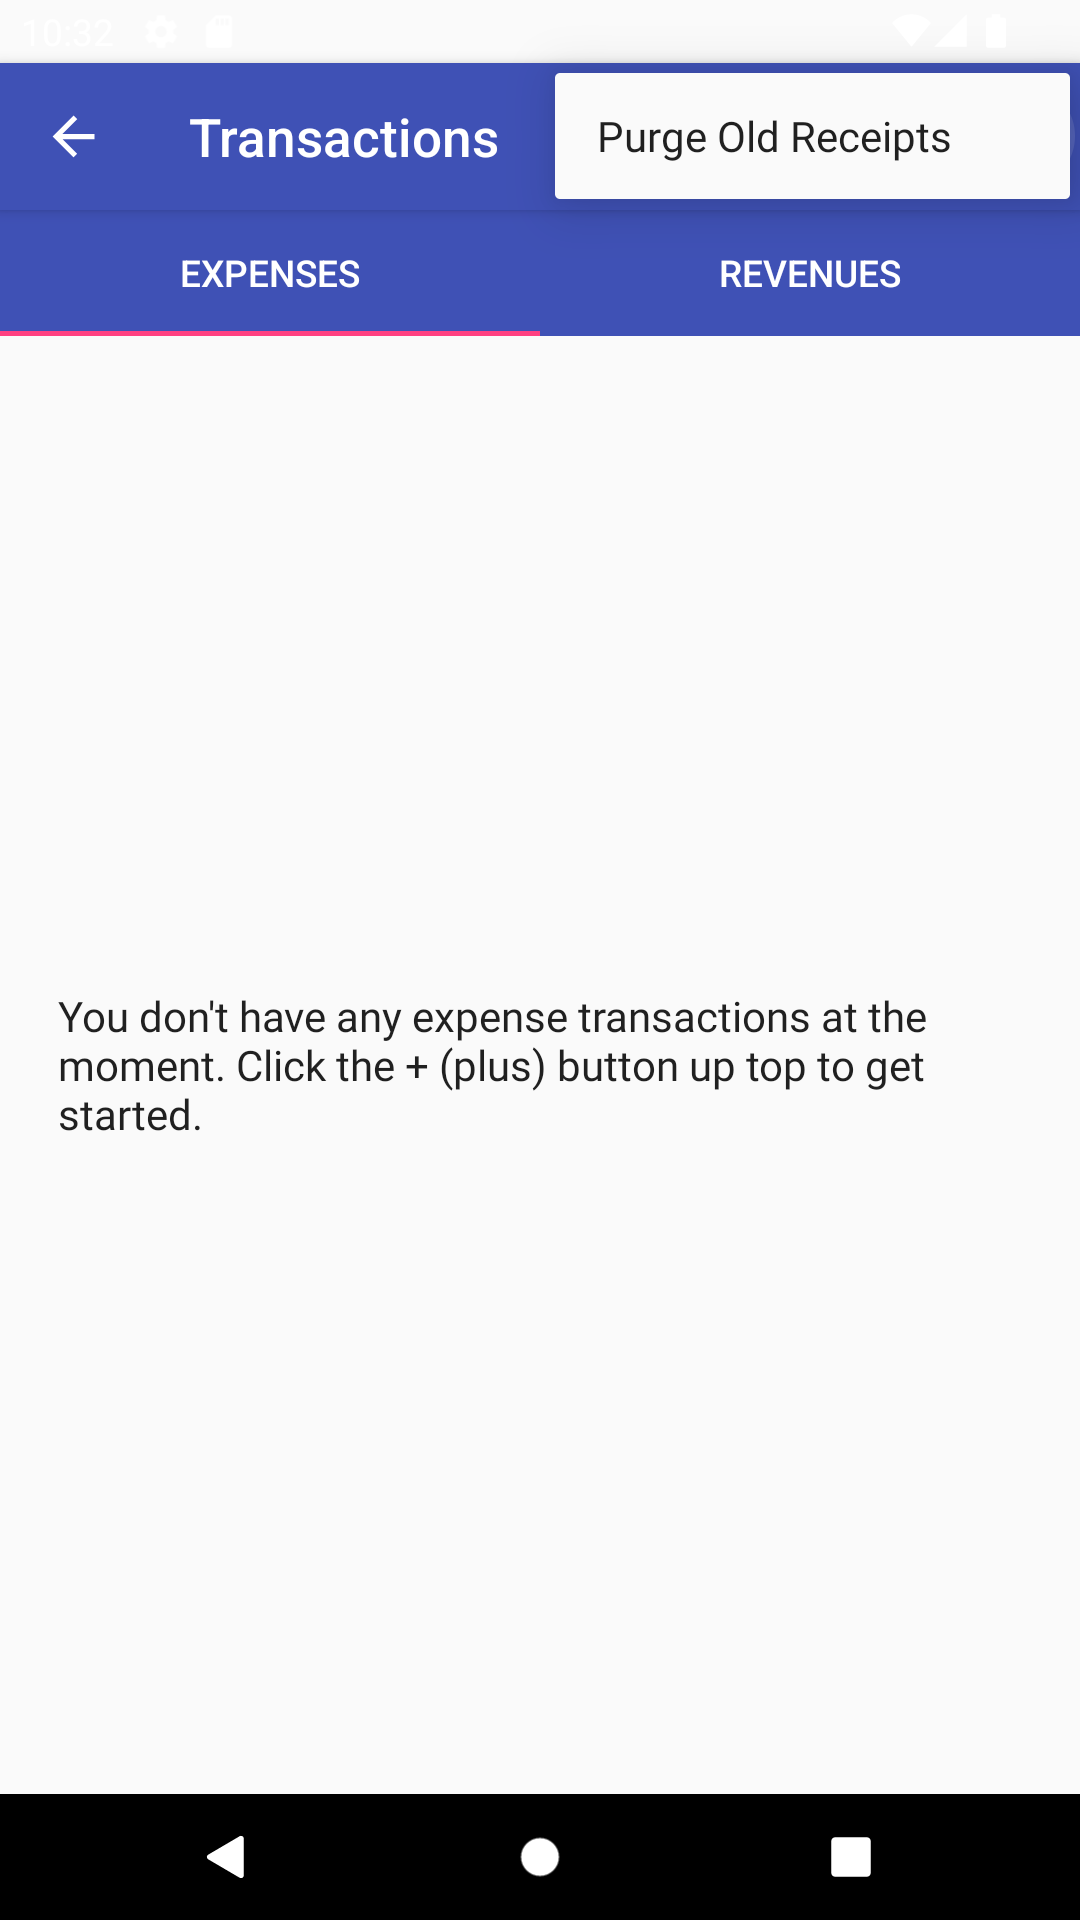 10:32
Transactions
Purge Old Receipts
EXPENSES
REVENUES
You don't have any expense transactions at the
moment. Click the + (plus) button up top to get
started.